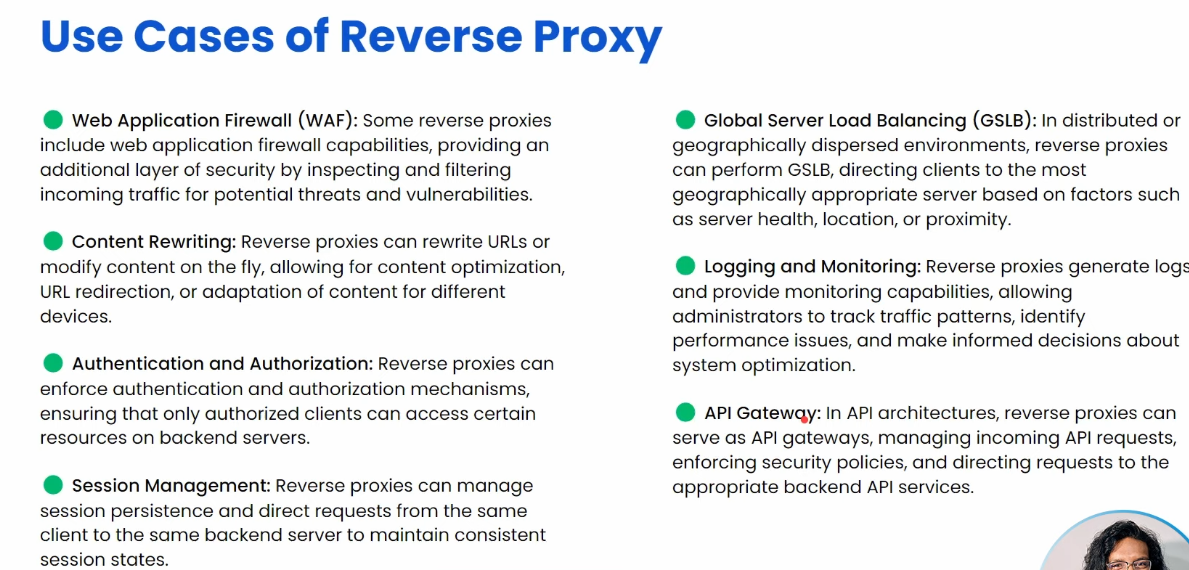 Use Cases of Reverse Proxy
Web Application Firewall (WAF): Some reverse proxies
include web application firewall capabilities, providing an
additional layer of security by inspecting and filtering
incoming traffic for potential threats and vulnerabilities.
Content Rewriting: Reverse proxies can rewrite URLs or
modify content on the fly, allowing for content optimization,
URL redirection, or adaptation of content for different
devices.
Authentication and Authorization: Reverse proxies can
enforce authentication and authorization mechanisms,
ensuring that only authorized clients can access certain
resources on backend servers.
Session Management: Reverse proxies can manage
session persistence and direct requests from the same
client to the same backend server to maintain consistent
session states.
Global Server Load Balancing (GSLB): In distributed or
geographically dispersed environments, reverse proxies
can perform GSLB, directing clients to the most
geographically appropriate server based on factors such
as server health, location, or proximity.
Logging and Monitoring: Reverse proxies generate logs
and provide monitoring capabilities, allowing
administrators to track traffic patterns, identify
performance issues, and make informed decisions about
system optimization.
API Gateway: In API architectures, reverse proxies can
serve as API gateways, managing incoming API requests,
enforcing security policies, and directing requests to the
appropriate backend API services.